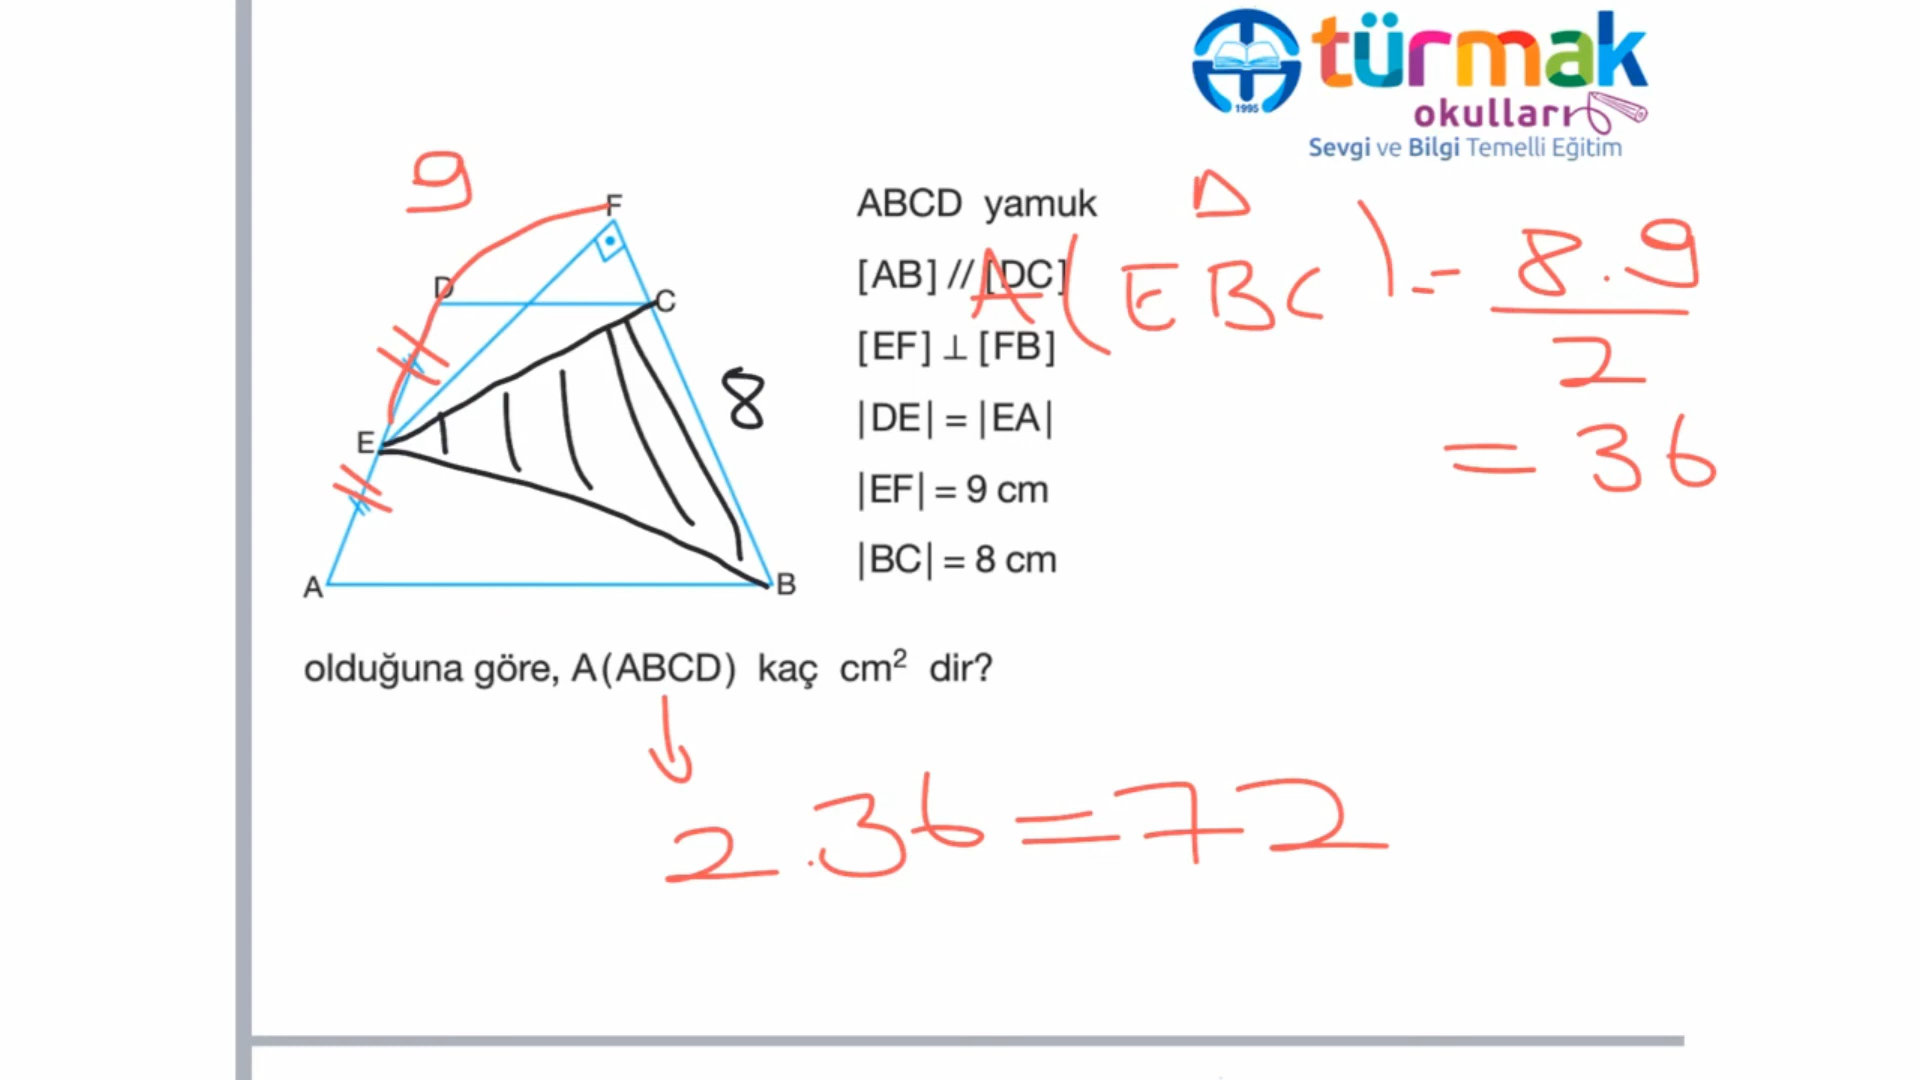 türmak
okulları
1995
Sevgi ve Bilgi Temelli Eğitim
9
F
D
C
E
A
B
8
ABCD yamuk
[AB] // [DC]
[EF] ⊥ [FB]
|DE| = |EA|
|EF| = 9 cm
|BC| = 8 cm
A(EBC) = 8.9
2
= 36
olduğuna göre, A(ABCD) kaç cm² dir?
2.36=72